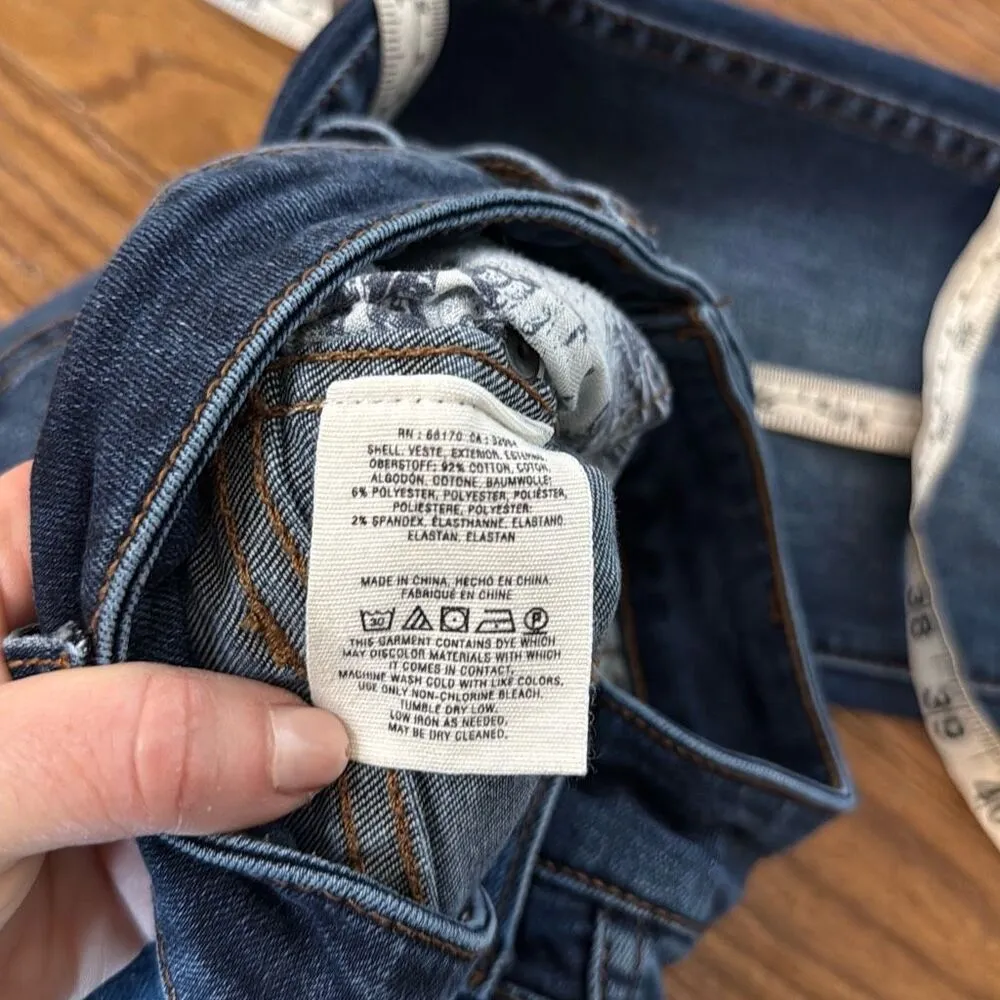 RN : 66170 CA :
SHELL, VESTE, EXTERIOR, ESTERNO,
OBERSTOFF: 92% COTTON, COTON,
ALGODÓN, COTONE, BAUMWOLLE;
6% POLYESTER, POLYESTER, POLIÉSTER,
POLIESTERE, POLYESTER;
2% SPANDEX, ÉLASTHANNE, ELASTANO,
ELASTAN, ELASTAN
MADE IN CHINA, HECHO EN CHINA
FABRIQUÉ EN CHINE
30 P
THIS GARMENT CONTAINS DYE WHICH
MAY DISCOLOR MATERIALS WITH WHICH
IT COMES IN CONTACT.
MACHINE WASH COLD WITH LIKE COLORS.
USE ONLY NON-CHLORINE BLEACH.
TUMBLE DRY LOW.
LOW IRON AS NEEDED.
MAY BE DRY CLEANED.
38
39
40